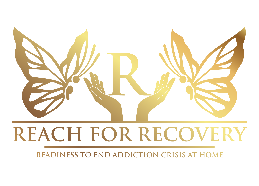 R
REACH FOR RECOVERY
READINESS TO END ADDICTION CRISIS AT HOME